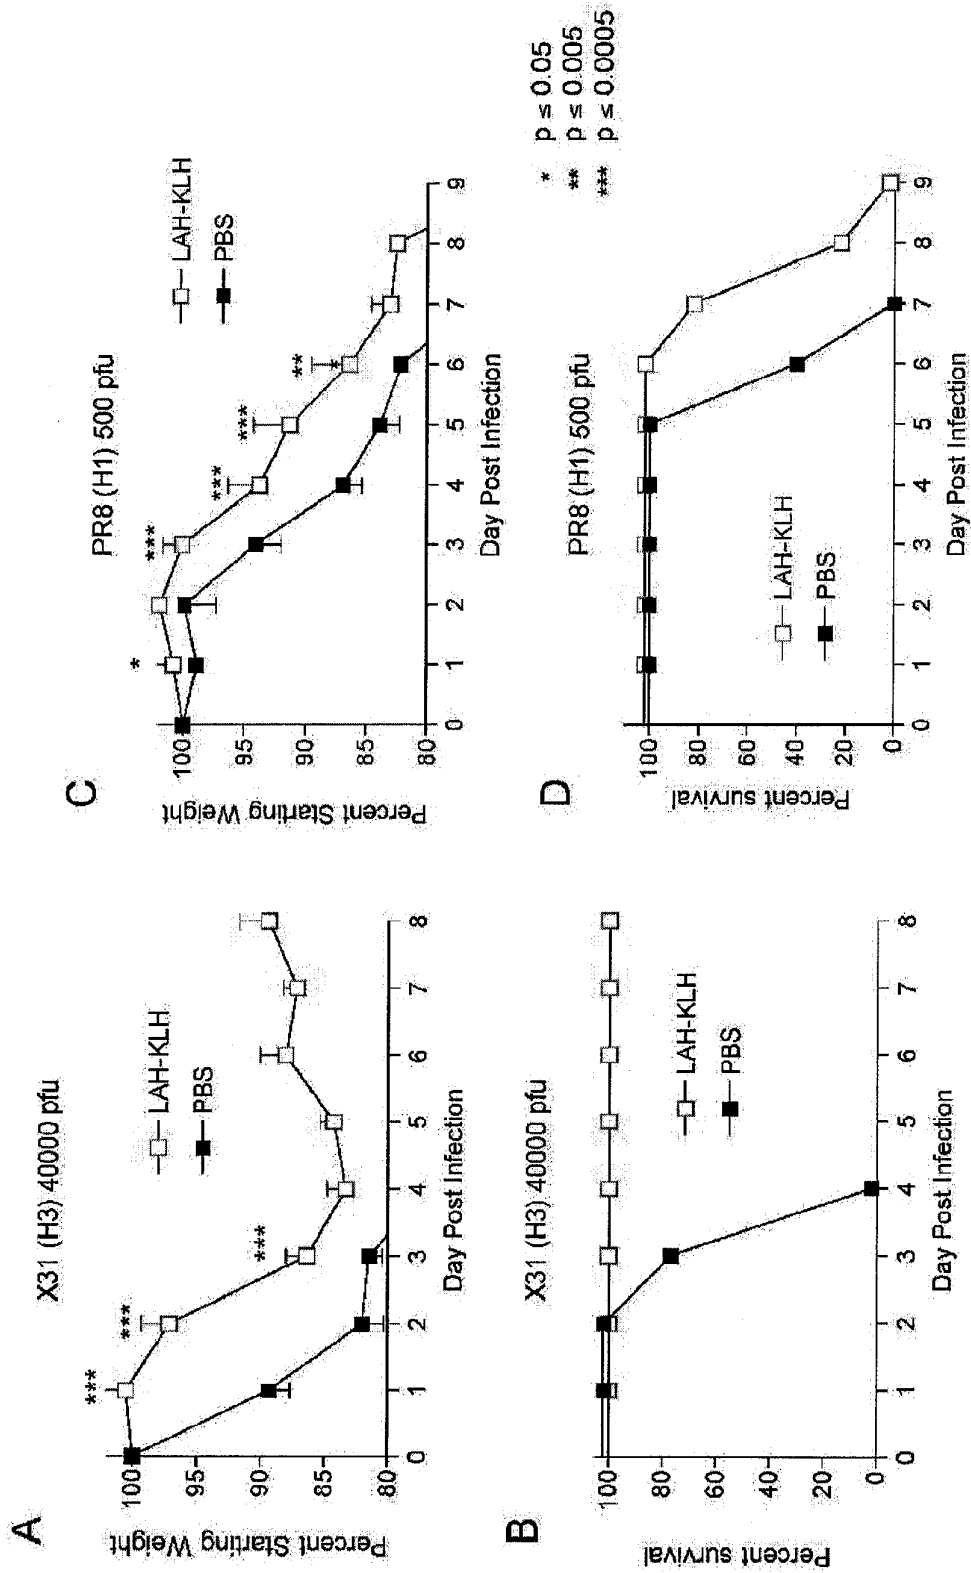 A
X31 (H3) 40000 pfu
***
***
***
LAH-KLH
PBS
Percent Starting Weight
100
95
90
85
80
0 1 2 3 4 5 6 7 8
Day Post Infection
B
X31 (H3) 40000 pfu
LAH-KLH
PBS
Percent survival
100
80
60
40
20
0
0 1 2 3 4 5 6 7 8
Day Post Infection
C
PR8 (H1) 500 pfu
*
***
***
***
**
*
LAH-KLH
PBS
Percent Starting Weight
100
95
90
85
80
0 1 2 3 4 5 6 7 8 9
Day Post Infection
D
PR8 (H1) 500 pfu
LAH-KLH
PBS
Percent survival
100
80
60
40
20
0
0 1 2 3 4 5 6 7 8 9
Day Post Infection
* p ≤ 0.05
** p ≤ 0.005
*** p ≤ 0.0005